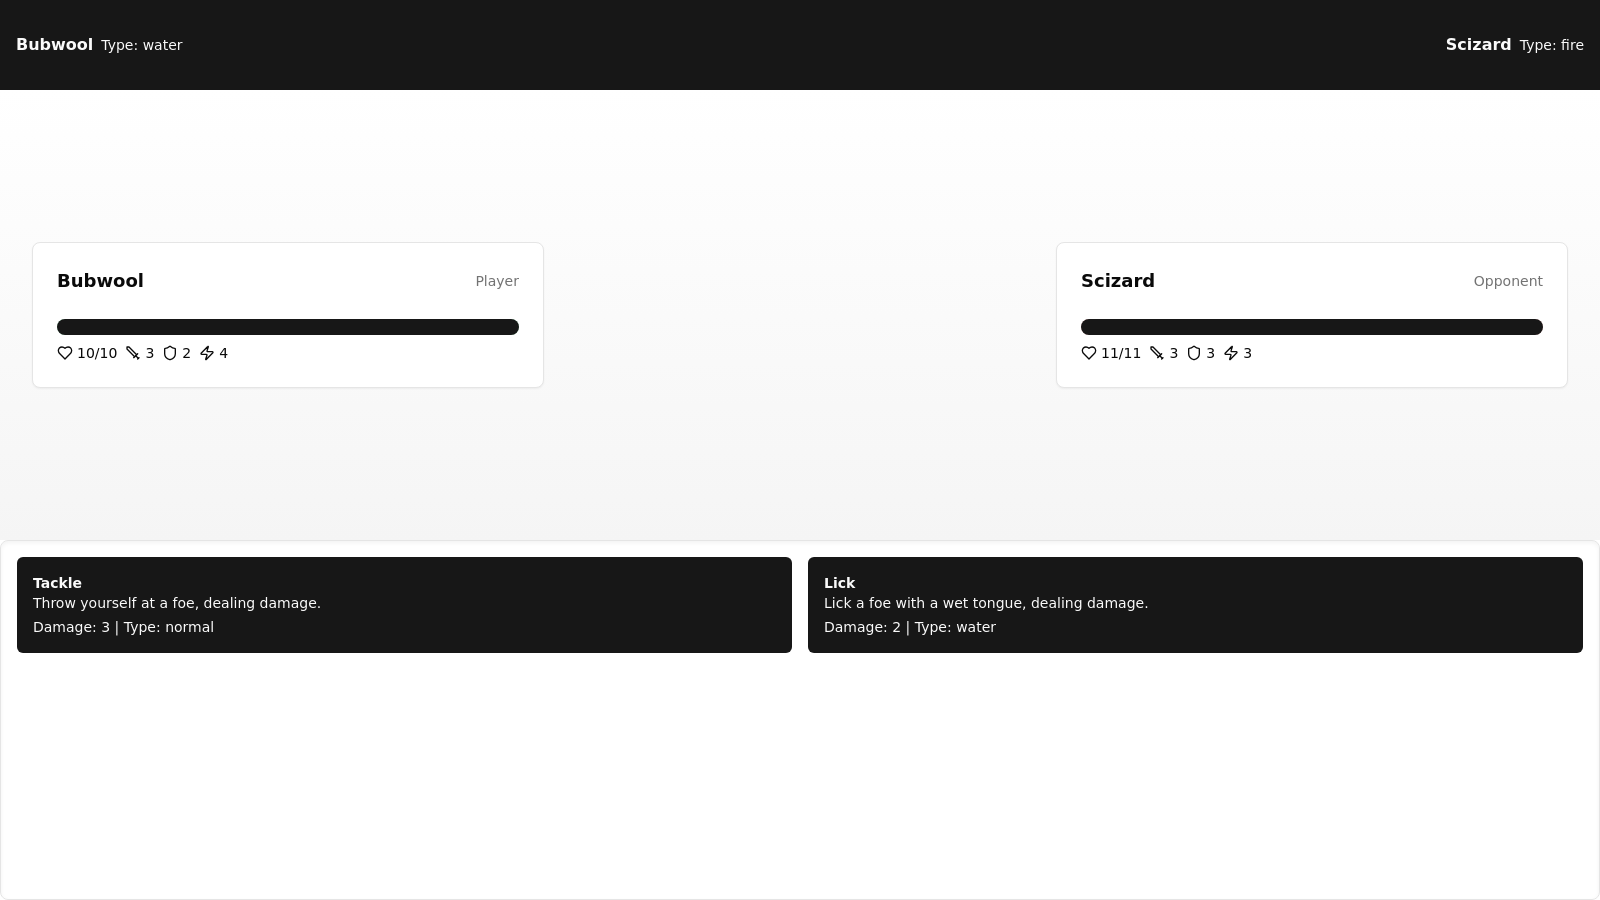 Bubwool Type: water
Scizard Type: fire
Bubwool Player
10/10 3 2 4
Scizard Opponent
11/11 3 3 3
Tackle
Throw yourself at a foe, dealing damage.
Damage: 3 | Type: normal
Lick
Lick a foe with a wet tongue, dealing damage.
Damage: 2 | Type: water